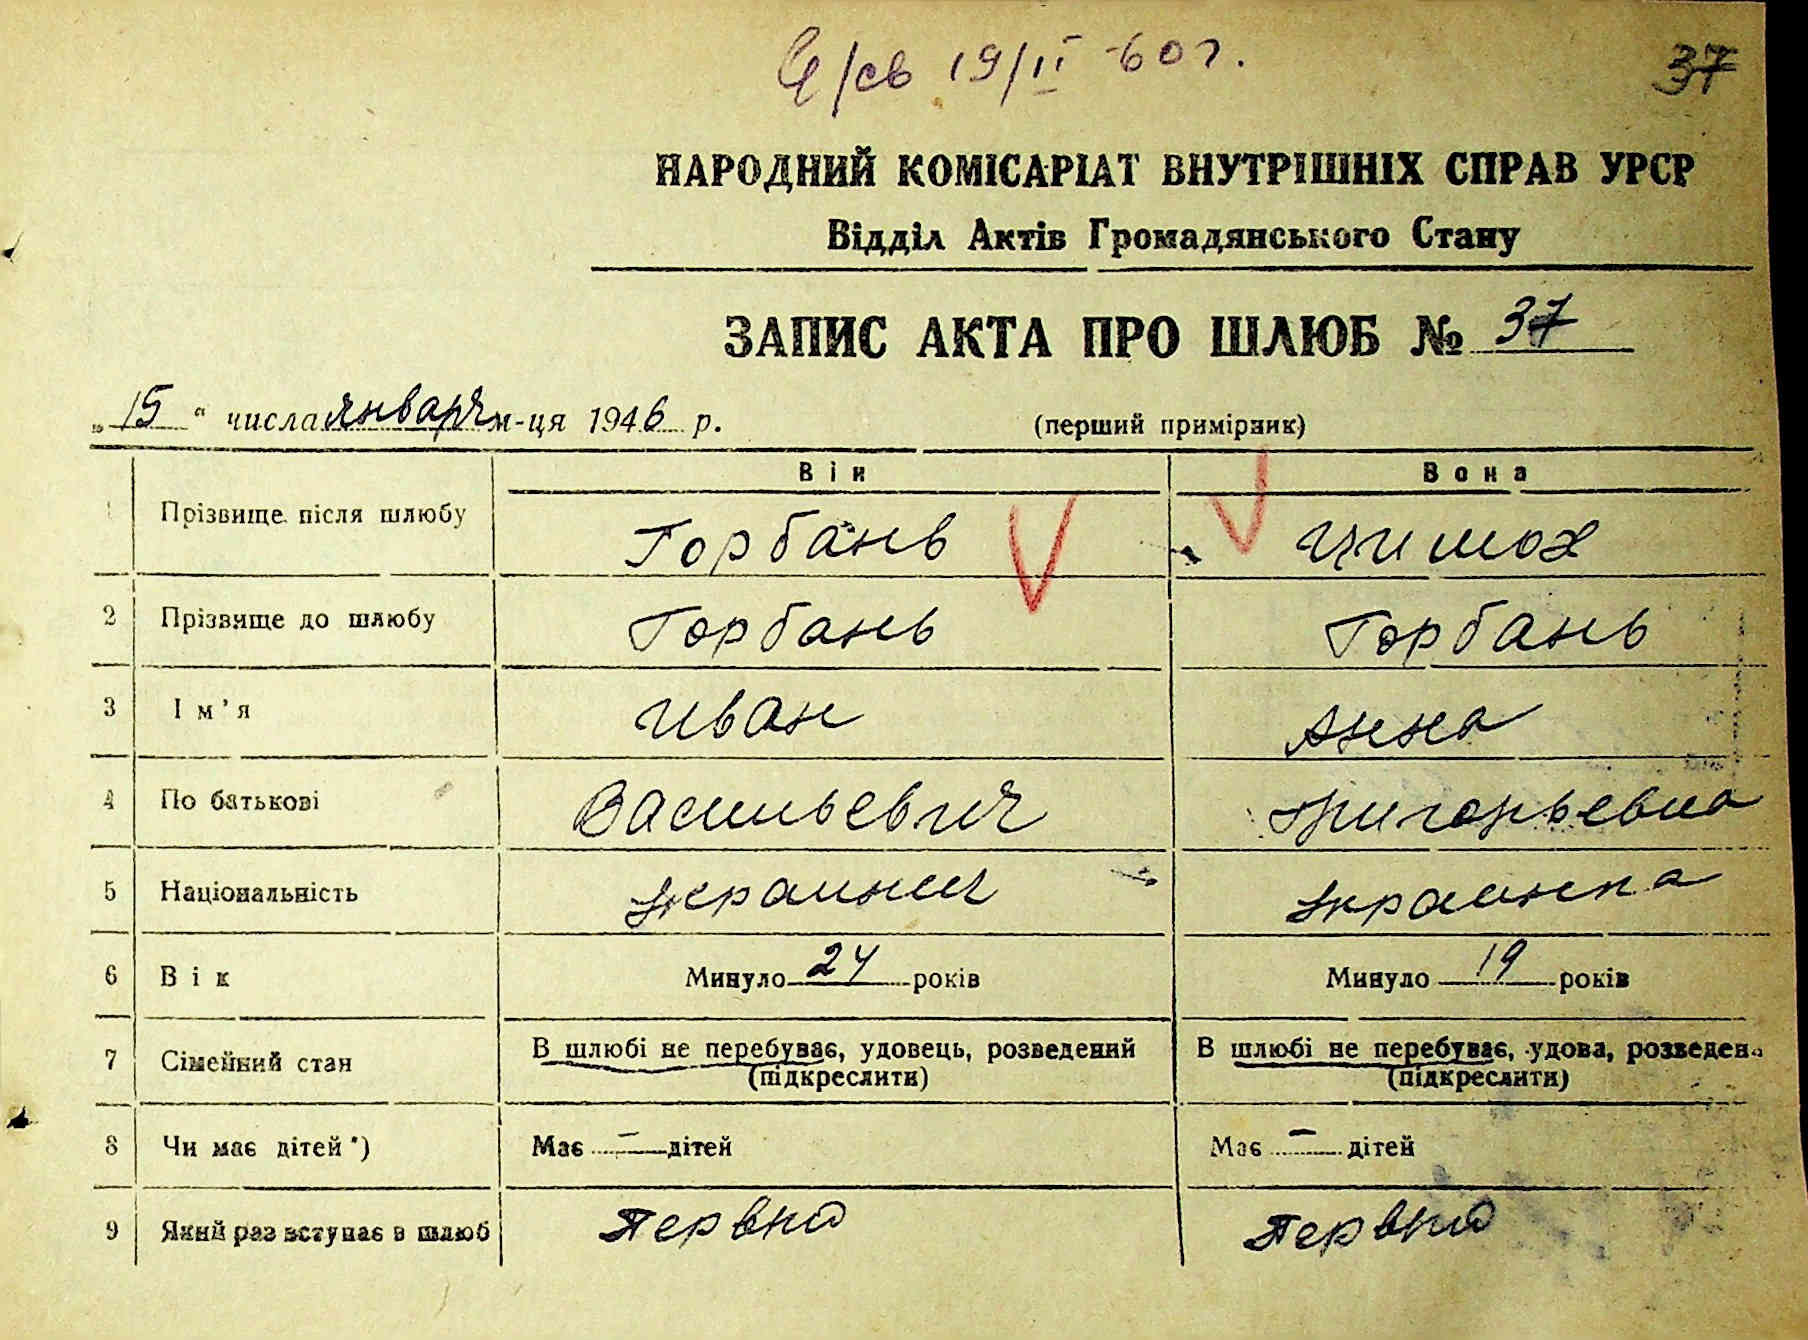 /св 19/II -60 г.
37
НАРОДНИЙ КОМІСАРІАТ ВНУТРІШНІХ СПРАВ УРСР
Відділ Актів Громадянського Стану
ЗАПИС АКТА ПРО ШЛЮБ № 37
„15“ числа января м-ця 1946 р. (перший примірник)
Він Вона
1 Прізвище після шлюбу Горбань Цимох
2 Прізвище до шлюбу Горбань Горбань
3 Ім'я Иван Анна
4 По батькові Васильевич Григорьевна
5 Національність украинец украинка
6 Вік Минуло 24 років Минуло 19 років
7 Сімейний стан В шлюбі не перебуває, удовець, розведений В шлюбі не перебуває, удова, розведена
(підкреслити) (підкреслити)
8 Чи має дітей *) Має – дітей Має – дітей
9 Який раз вступає в шлюб Первый Первый